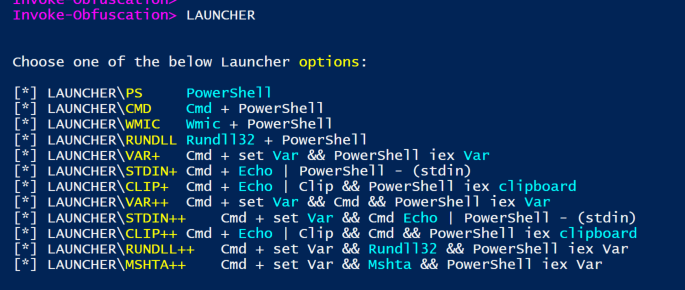 Invoke-Obfuscation>
Invoke-Obfuscation> LAUNCHER
Choose one of the below Launcher options:
[*] LAUNCHER\PS PowerShell
[*] LAUNCHER\CMD Cmd + PowerShell
[*] LAUNCHER\WMIC Wmic + PowerShell
[*] LAUNCHER\RUNDLL Rundll32 + PowerShell
[*] LAUNCHER\VAR+ Cmd + set Var && PowerShell iex Var
[*] LAUNCHER\STDIN+ Cmd + Echo | PowerShell - (stdin)
[*] LAUNCHER\CLIP+ Cmd + Echo | Clip && PowerShell iex clipboard
[*] LAUNCHER\VAR++ Cmd + set Var && Cmd && PowerShell iex Var
[*] LAUNCHER\STDIN++ Cmd + set Var && Cmd Echo | PowerShell - (stdin)
[*] LAUNCHER\CLIP++ Cmd + Echo | Clip && Cmd && PowerShell iex clipboard
[*] LAUNCHER\RUNDLL++ Cmd + set Var && Rundll32 && PowerShell iex Var
[*] LAUNCHER\MSHTA++ Cmd + set Var && Mshta && PowerShell iex Var